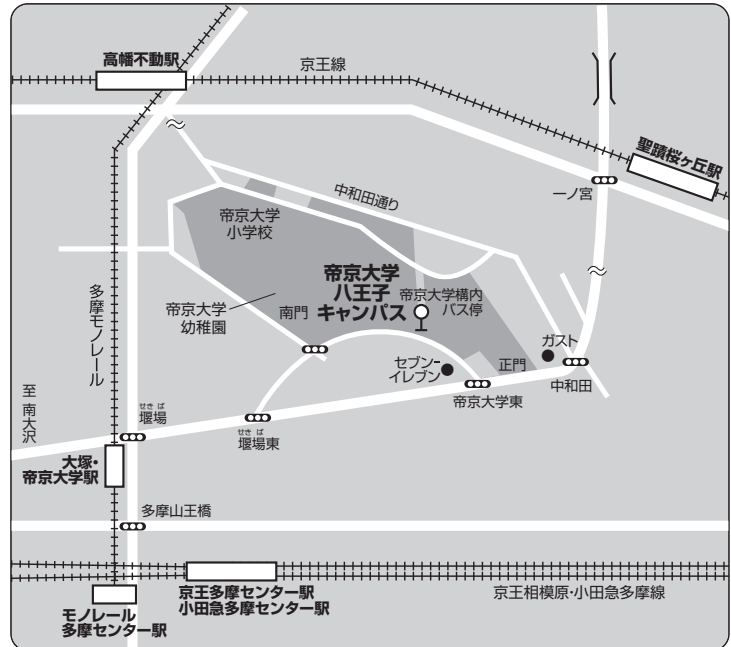 高幡不動駅
京王線
聖蹟桜ヶ丘駅
一ノ宮
中和田通り
帝京大学
小学校
帝京大学
八王子
キャンパス
帝京大学構内
バス停
帝京大学
幼稚園
南門
多摩モノレール
ガスト
セブン-
イレブン
正門
中和田
帝京大学東
至 南大沢
せきば
堰場
せきば
堰場東
大塚・
帝京大学駅
多摩山王橋
京王多摩センター駅
小田急多摩センター駅
京王相模原・小田急多摩線
モノレール
多摩センター駅